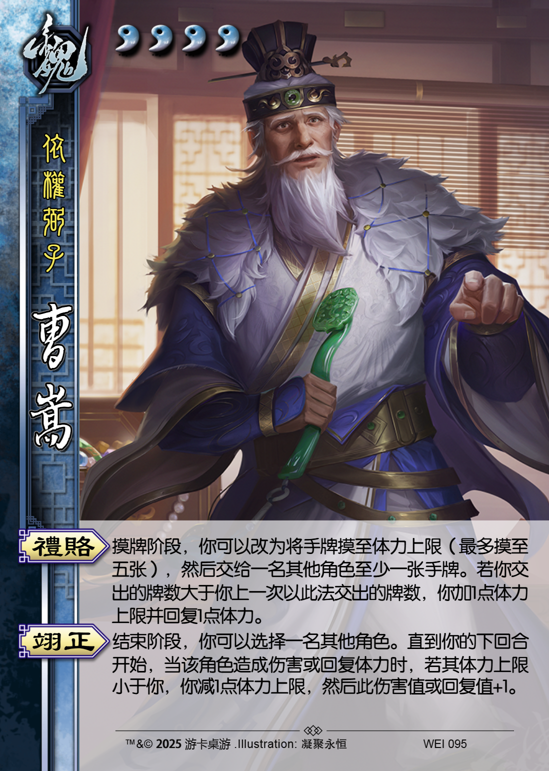 魏
依權弼子
曹嵩
禮賂
摸牌阶段，你可以改为将手牌摸至体力上限（最多摸至
五张），然后交给一名其他角色至少一张手牌。若你交
出的牌数大于你上一次以此法交出的牌数，你加1点体力
上限并回复1点体力。
翊正
结束阶段，你可以选择一名其他角色。直到你的下回合
开始，当该角色造成伤害或回复体力时，若其体力上限
小于你，你减1点体力上限，然后此伤害值或回复值+1。
™&© 2025 游卡桌游 .Illustration: 凝聚永恒 WEI 095